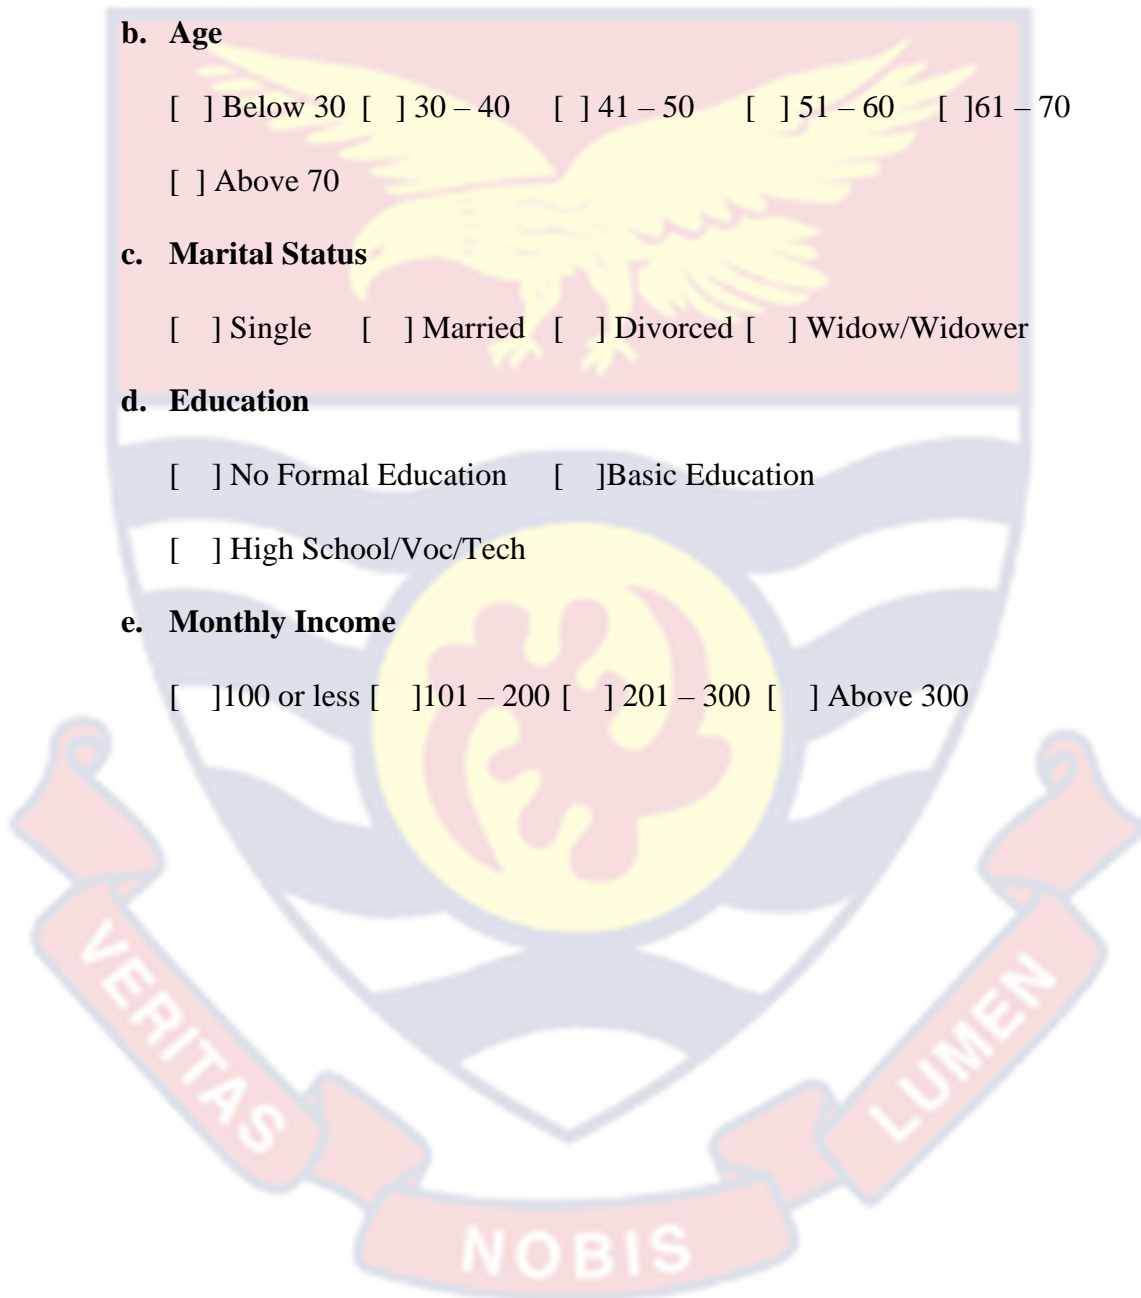 b. Age
[ ] Below 30 [ ] 30 – 40 [ ] 41 – 50 [ ] 51 – 60 [ ]61 – 70
[ ] Above 70
c. Marital Status
[ ] Single [ ] Married [ ] Divorced [ ] Widow/Widower
d. Education
[ ] No Formal Education [ ]Basic Education
[ ] High School/Voc/Tech
e. Monthly Income
[ ]100 or less [ ]101 – 200 [ ] 201 – 300 [ ] Above 300
VERITAS
NOBIS
LUMEN